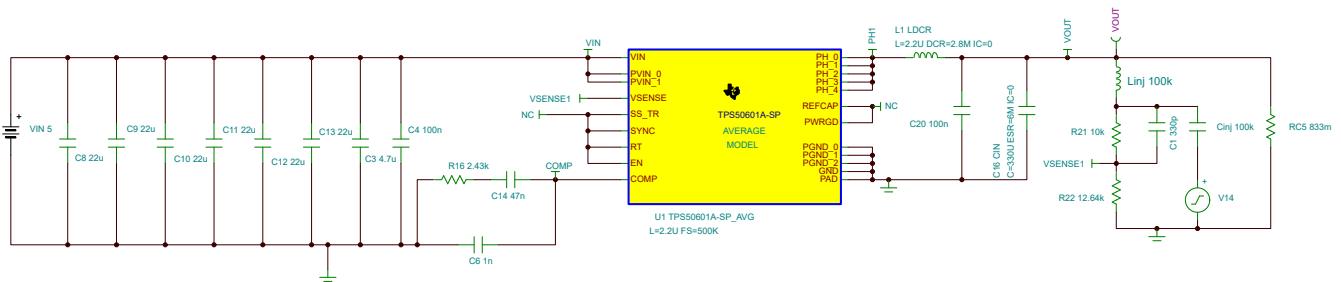 VIN 5
C8 22u
C9 22u
C10 22u
C11 22u
C12 22u
C13 22u
C3 4.7u
C4 100n
R16 2.43k
C14 47n
COMP
C6 1n
VIN
VSENSE1
NC
VIN
PVIN_0
PVIN_1
VSENSE
SS_TR
SYNC
RT
EN
COMP
TPS50601A-SP
AVERAGE
MODEL
PH_0
PH_1
PH_2
PH_3
PH_4
REFCAP
PWRGD
PGND_0
PGND_1
PGND_2
GND
PAD
U1 TPS50601A-SP_AVG
L=2.2U FS=500K
PH1
NC
L1 LDCR
L=2.2U DCR=2.8M IC=0
C20 100n
C16 CIN
C=330U ESR=6M IC=0
VOUT
VOUT
Linj 100k
R21 10k
C1 330p
Cinj 100k
VSENSE1
R22 12.64k
V14
RC5 833m
+
+